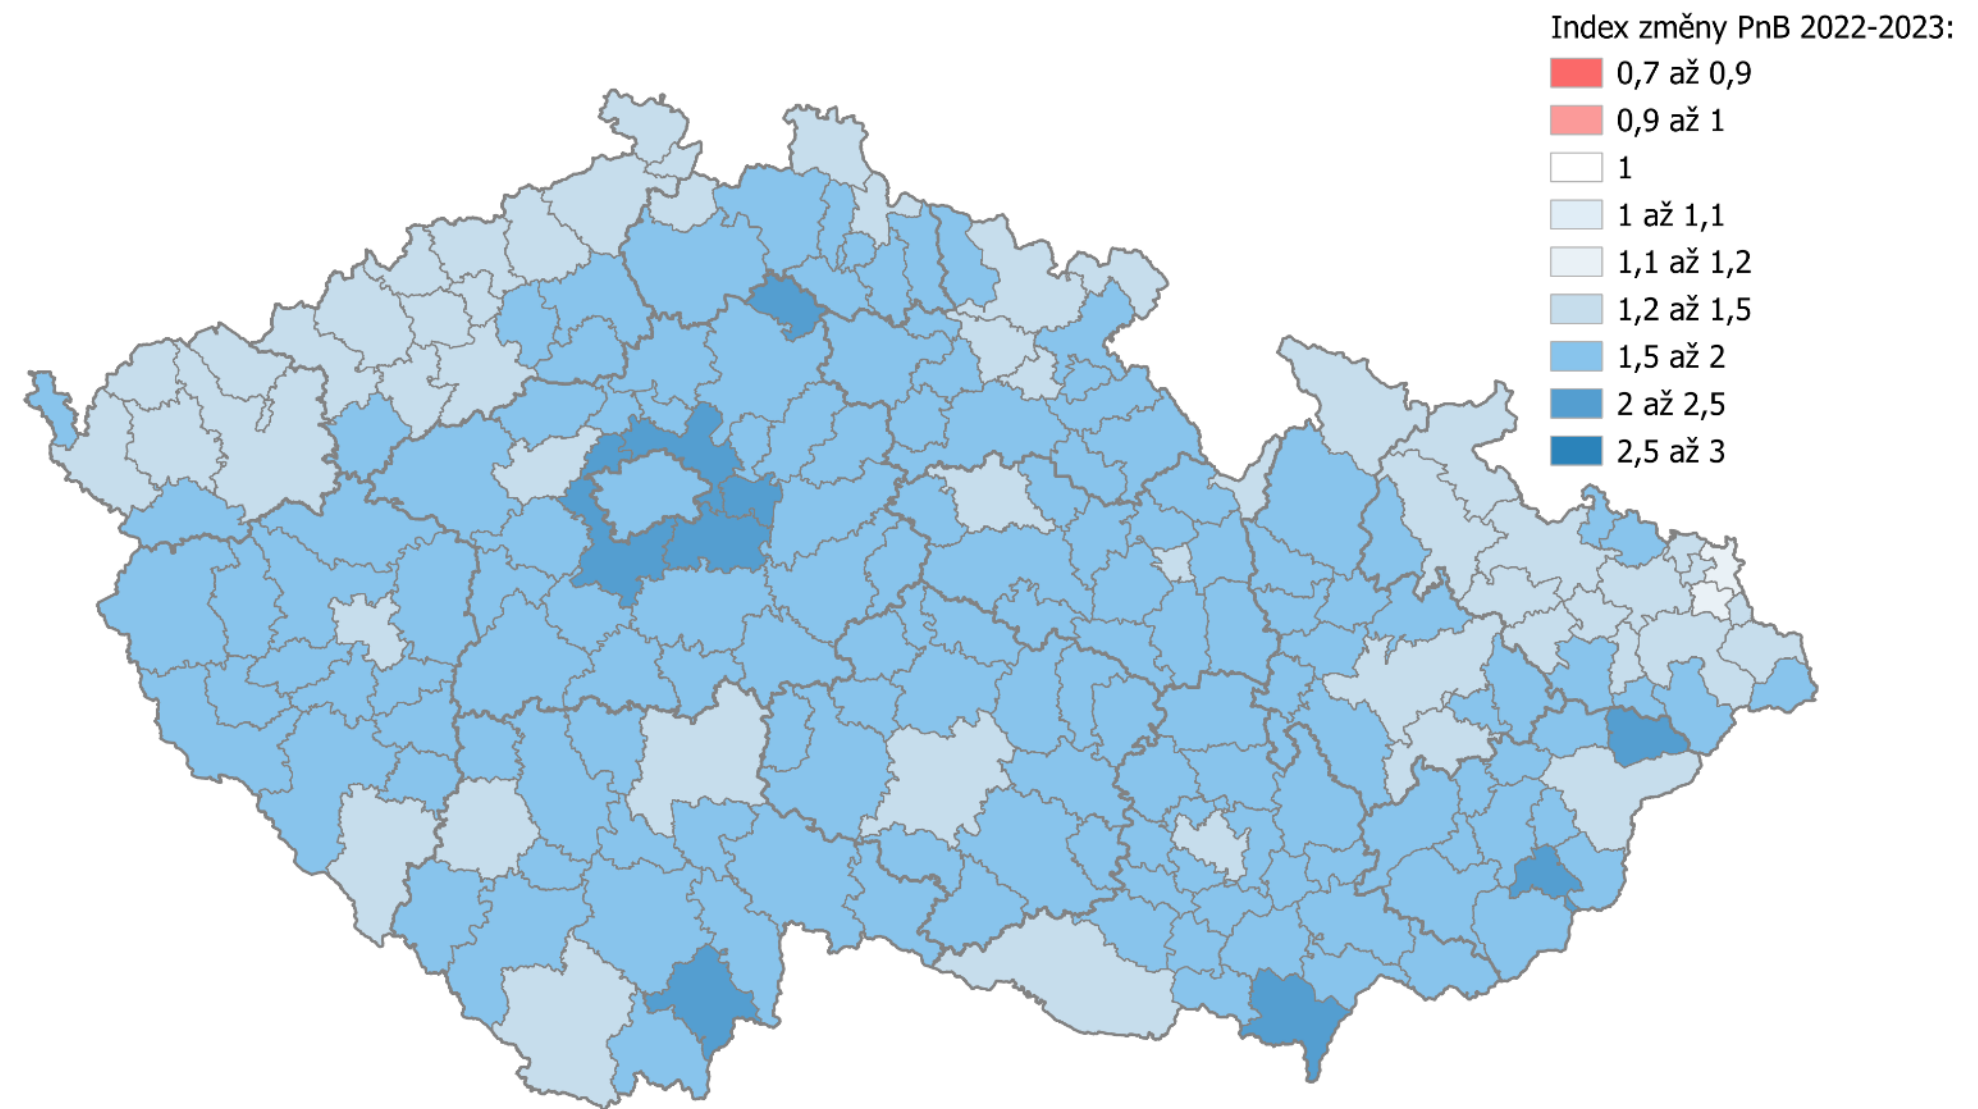 Index změny PnB 2022-2023:
0,7 až 0,9
0,9 až 1
1
1 až 1,1
1,1 až 1,2
1,2 až 1,5
1,5 až 2
2 až 2,5
2,5 až 3